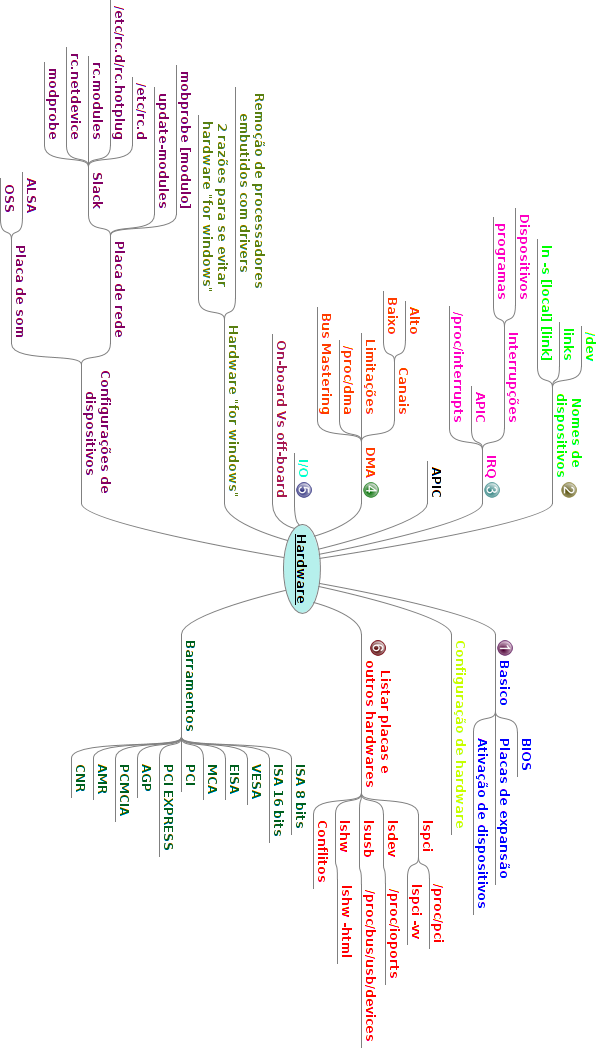 Hardware
1
Basico
BIOS
Placas de expansão
Ativação de dispositivos
Configuração de hardware
6
Listar placas e
outros hardwares
lspci
/proc/pci
lspci -vv
lsdev
/proc/ioports
lsusb
/proc/bus/usb/devices
lshw
lshw -html
Conflitos
Barramentos
ISA 8 bits
ISA 16 bits
VESA
EISA
MCA
PCI
PCI EXPRESS
AGP
PCMCIA
AMR
CNR
2
Nomes de
dispositivos
/dev
links
ln -s [local] [link]
3
IRQ
Interrupções
Dispositivos
programas
APIC
/proc/interrupts
APIC
4
DMA
Canais
Alto
Baixo
Limitações
/proc/dma
Bus Mastering
5
I/O
On-board Vs off-board
Hardware "for windows"
Remoção de processadores
embutidos com drivers
2 razões para se evitar
hardware "for windows"
Configurações de
dispositivos
Placa de rede
mobprobe [modulo]
update-modules
Slack
/etc/rc.d
/etc/rc.d/rc.hotplug
rc.modules
rc.netdevice
modprobe
Placa de som
ALSA
OSS